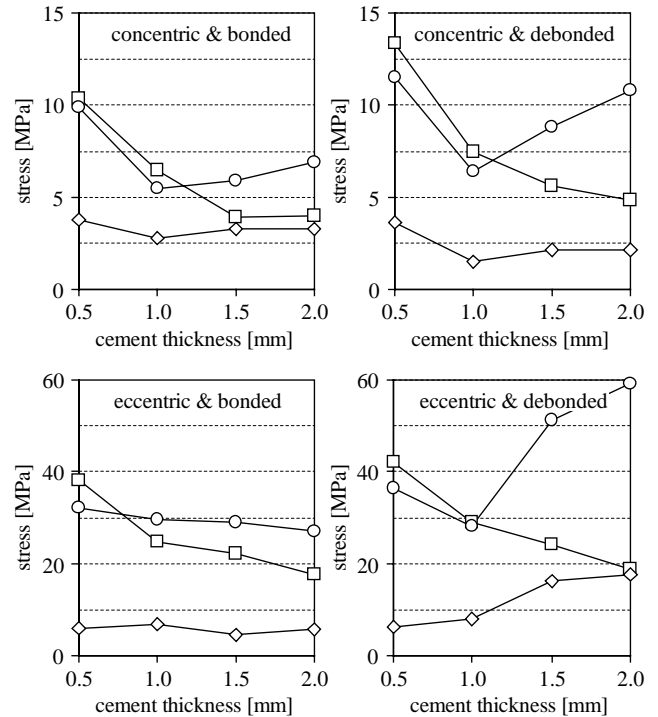 15
10
5
0
stress [MPa]
concentric & bonded
0.5 1.0 1.5 2.0
cement thickness [mm]
15
10
5
0
stress [MPa]
concentric & debonded
0.5 1.0 1.5 2.0
cement thickness [mm]
60
40
20
0
stress [MPa]
eccentric & bonded
0.5 1.0 1.5 2.0
cement thickness [mm]
60
40
20
0
stress [MPa]
eccentric & debonded
0.5 1.0 1.5 2.0
cement thickness [mm]